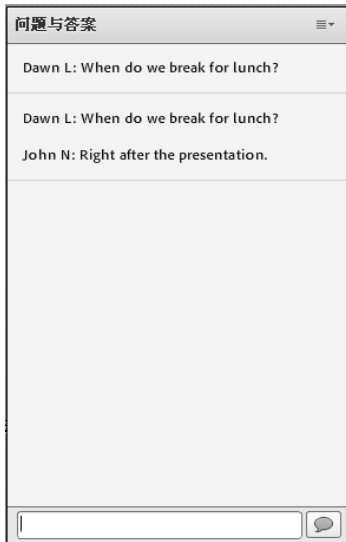 问题与答案
Dawn L: When do we break for lunch?
Dawn L: When do we break for lunch?
John N: Right after the presentation.